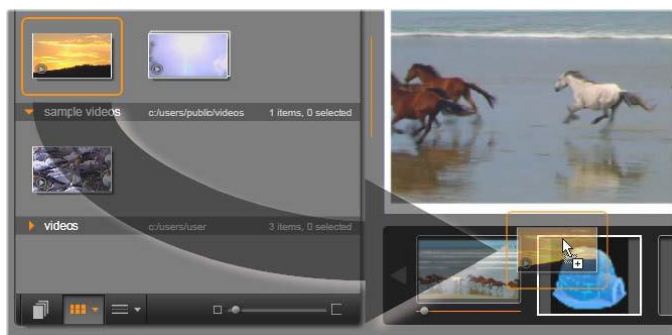 sample videos c:/users/public/videos 1 items, 0 selected
videos c:/users/user 3 items, 0 selected